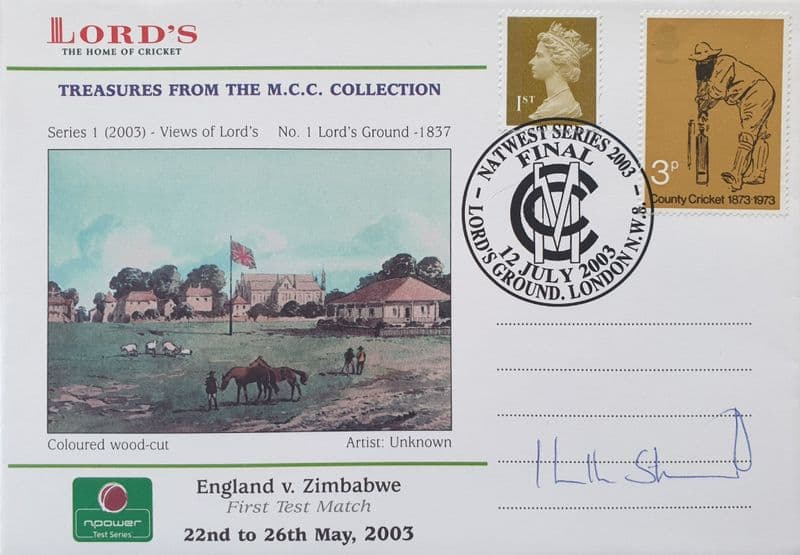 LORD'S
THE HOME OF CRICKET
TREASURES FROM THE M.C.C. COLLECTION
Series 1 (2003) - Views of Lord's No. 1 Lord's Ground -1837
Coloured wood-cut
Artist: Unknown
npower
Test Series
England v. Zimbabwe
First Test Match
22nd to 26th May, 2003
1ST
3P
County Cricket 1873-1973
NATWEST SERIES 2003
FINAL
MCC
12 JULY 2003
LORD'S GROUND, LONDON N.W.8.